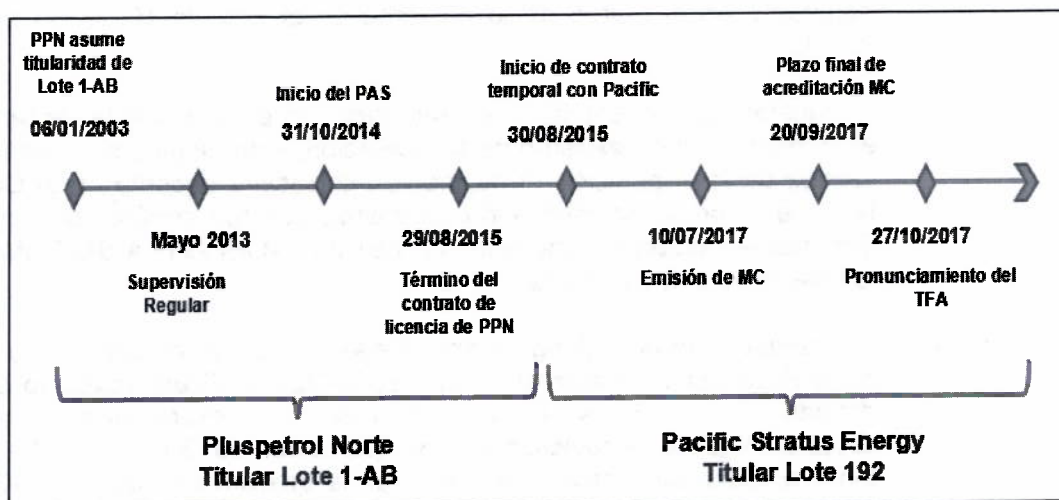 PPN asume
titularidad de
Lote 1-AB
06/01/2003
Inicio del PAS
31/10/2014
Inicio de contrato
temporal con Pacific
30/08/2015
Plazo final de
acreditación MC
20/09/2017
Mayo 2013
Supervisión
Regular
29/08/2015
Término del
contrato de
licencia de PPN
10/07/2017
Emisión de MC
27/10/2017
Pronunciamiento del
TFA
Pluspetrol Norte
Titular Lote 1-AB
Pacific Stratus Energy
Titular Lote 192